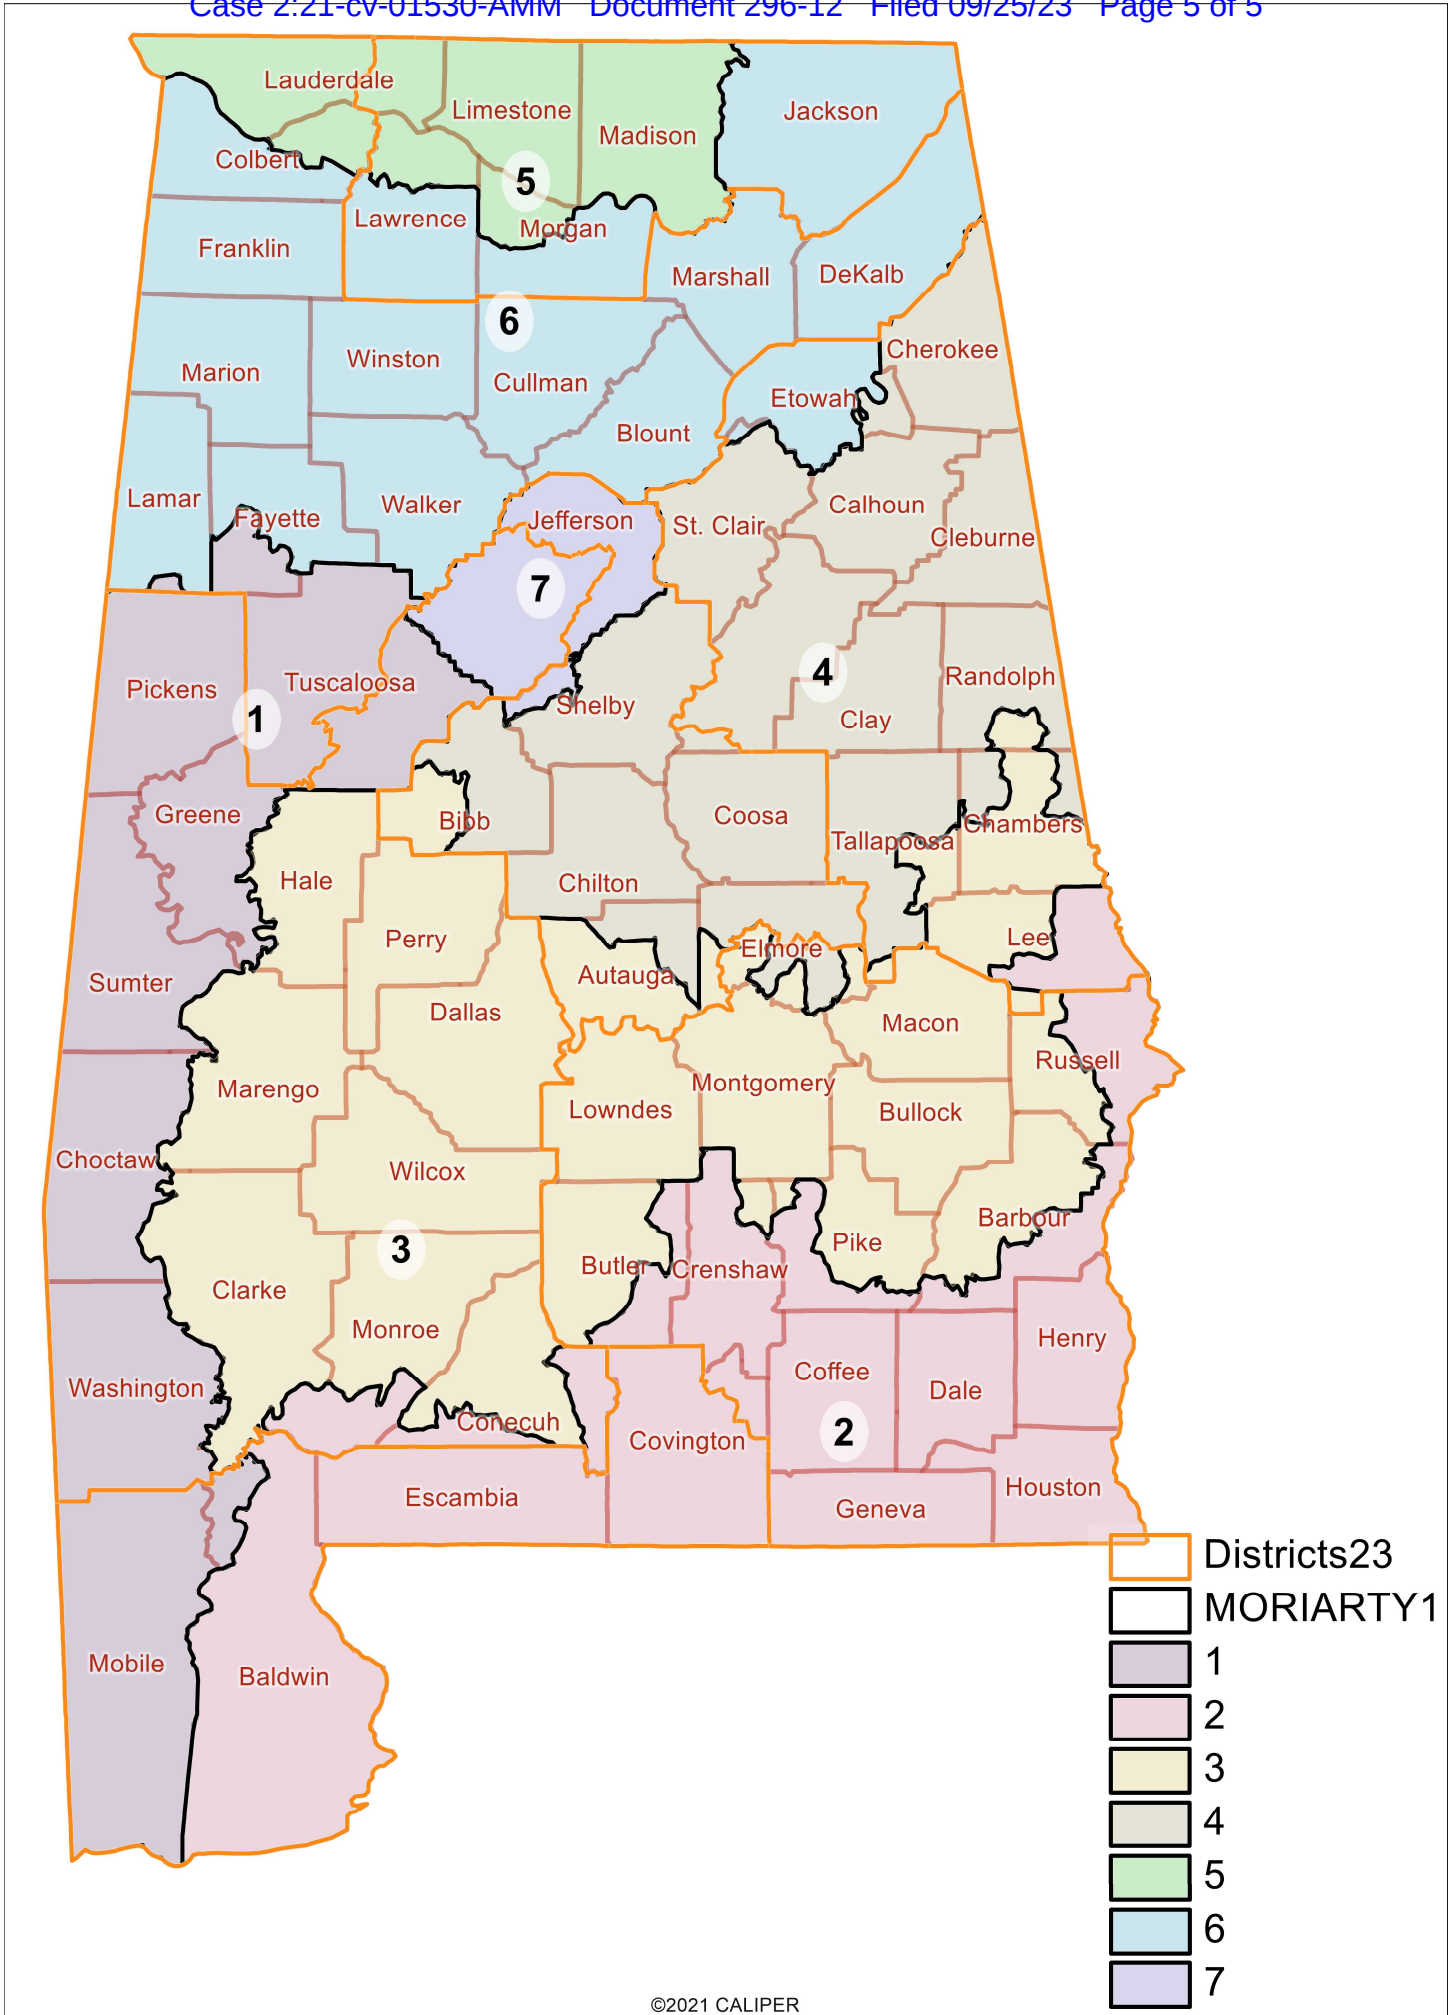 Case 2:21-cv-01530-AMM Document 296-12 Filed 09/25/23 Page 5 of 5
Lauderdale
Limestone
Madison
Jackson
Colbert
5
Lawrence
Morgan
Franklin
Marshall
DeKalb
6
Cherokee
Winston
Marion
Cullman
Etowah
Blount
Lamar
Fayette
Walker
Jefferson
St. Clair
Calhoun
Cleburne
7
4
Randolph
Pickens
Tuscaloosa
1
Shelby
Clay
Greene
Bibb
Coosa
Tallapoosa
Chambers
Hale
Chilton
Perry
Lee
Elmore
Autauga
Sumter
Dallas
Macon
Marengo
Russell
Montgomery
Lowndes
Bullock
Choctaw
Wilcox
Barbour
3
Pike
Butler
Crenshaw
Clarke
Monroe
Henry
Washington
Coffee
Dale
Conecuh
2
Covington
Escambia
Houston
Geneva
Mobile
Baldwin
Districts23
MORIARTY1
1
2
3
4
5
6
7
©2021 CALIPER